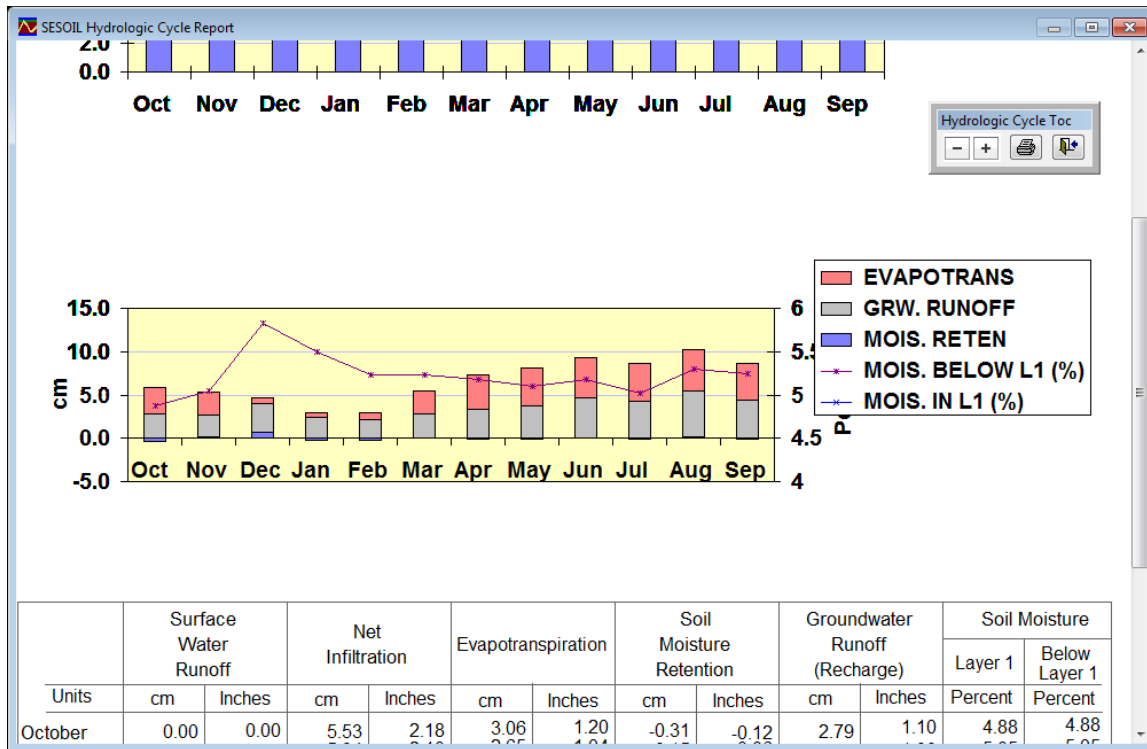 SESOIL Hydrologic Cycle Report
2.0
0.0
Oct Nov Dec Jan Feb Mar Apr May Jun Jul Aug Sep
Hydrologic Cycle Toc
- +
EVAPOTRANS
GRW. RUNOFF
MOIS. RETEN
MOIS. BELOW L1 (%)
MOIS. IN L1 (%)
15.0
10.0
5.0
0.0
-5.0
cm
6
5.5
5
4.5
4
Oct Nov Dec Jan Feb Mar Apr May Jun Jul Aug Sep
Surface Water Runoff
Net Infiltration
Evapotranspiration
Soil Moisture Retention
Groundwater Runoff (Recharge)
Soil Moisture
Layer 1
Below Layer 1
Units cm Inches cm Inches cm Inches cm Inches cm Inches Percent Percent
October 0.00 0.00 5.53 2.18 3.06 1.20 -0.31 -0.12 2.79 1.10 4.88 4.88